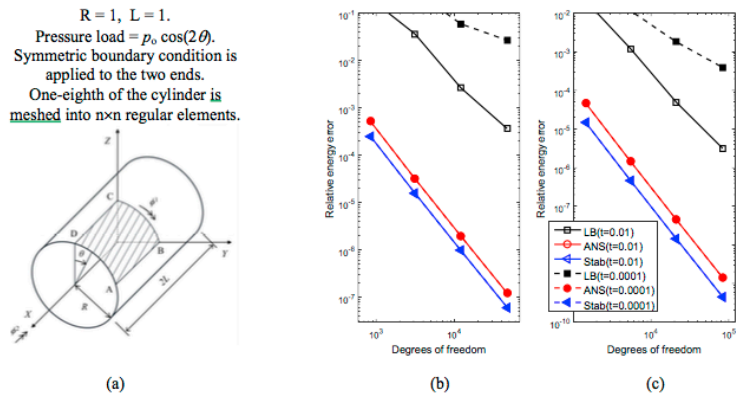 R = 1, L = 1.
Pressure load = pₒ cos(2θ).
Symmetric boundary condition is
applied to the two ends.
One-eighth of the cylinder is
meshed into n×n regular elements.
Z
C
D
θ
B
Y
A
R
X
2L
(a)
Relative energy error
10⁻¹
10⁻²
10⁻³
10⁻⁴
10⁻⁵
10⁻⁶
10⁻⁷
10³
10⁴
Degrees of freedom
(b)
Relative energy error
10⁻²
10⁻³
10⁻⁴
10⁻⁵
10⁻⁶
10⁻⁷
10⁻¹⁰
LB(t=0.01)
ANS(t=0.01)
Stab(t=0.01)
LB(t=0.0001)
ANS(t=0.0001)
Stab(t=0.0001)
10⁴
10⁵
Degrees of freedom
(c)